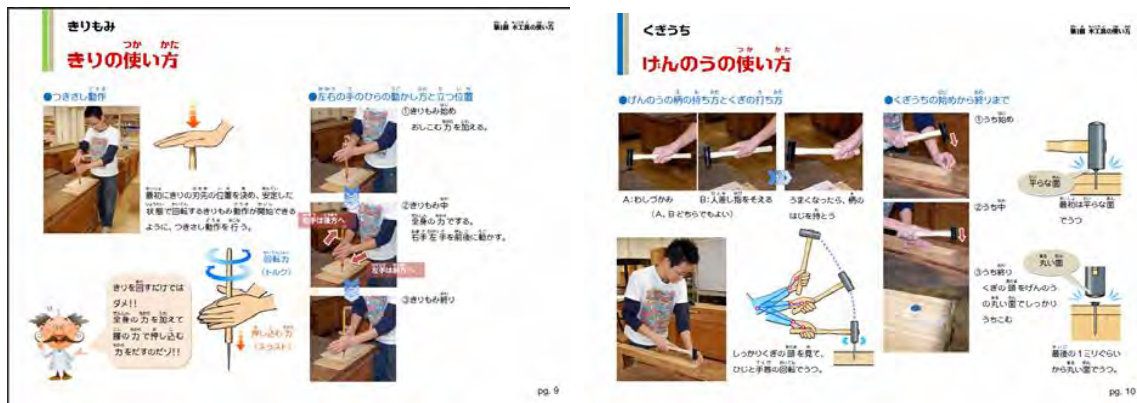 きりもみ
第1部 木工具の使い方
きりの使い方
●つきさし動作
最初にきりの刃先の位置を決め、安定した
状態で回転するきりもみ動作が開始できる
ように、つきさし動作を行う。
きりを回すだけでは
ダメ!!
全身の力を加えて
腰の力で押し込む
力をだすのだゾ!!
回転力
(トルク)
押し込む力
(スラスト)
●左右の手のひらの動かし方と立つ位置
①きりもみ始め
おしこむ力を加える。
②きりもみ中
全身の力でする。
右手左手を前後に動かす。
右手は後方へ
左手は前方へ
③きりもみ終り
pg. 9
くぎうち
第1部 木工具の使い方
げんのうの使い方
●げんのうの柄の持ち方とくぎの打ち方
A:わしづかみ
B:人差し指をそえる
(A、Bどちらでもよい)
うまくなったら、柄の
はじを持とう
しっかりくぎの頭を見て、
ひじと手首の回転でうつ。
●くぎうちの始めから終りまで
①うち始め
平らな面
最初は平らな面
でうつ
②うち中
③うち終り
くぎの頭をげんのう
の丸い面でしっかり
うちこむ
丸い面
最後の1ミリぐらい
から丸い面でうつ。
pg. 10